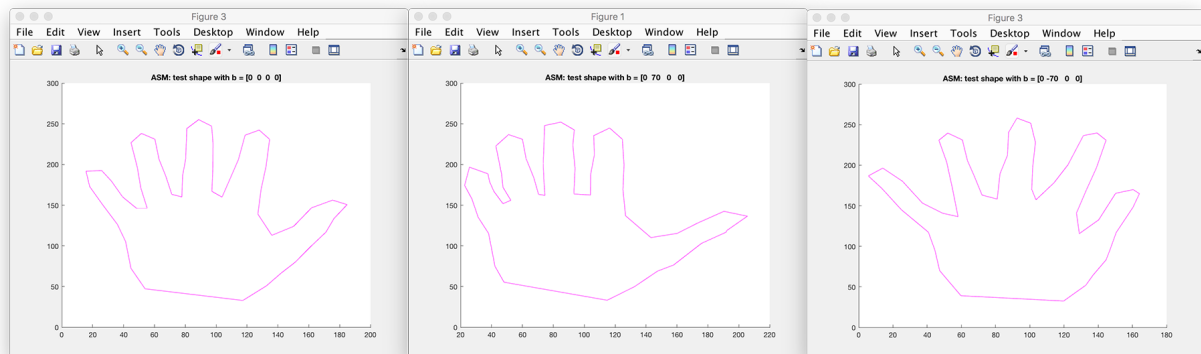 Figure 3
File Edit View Insert Tools Desktop Window Help
ASM: test shape with b = [0 0 0 0]
300
250
200
150
100
50
0
0 20 40 60 80 100 120 140 160 180 200
Figure 1
File Edit View Insert Tools Desktop Window Help
ASM: test shape with b = [0 70 0 0]
300
250
200
150
100
50
0
0 20 40 60 80 100 120 140 160 180 200 220
Figure 3
File Edit View Insert Tools Desktop Window Help
ASM: test shape with b = [0 -70 0 0]
300
250
200
150
100
50
0
0 20 40 60 80 100 120 140 160 180